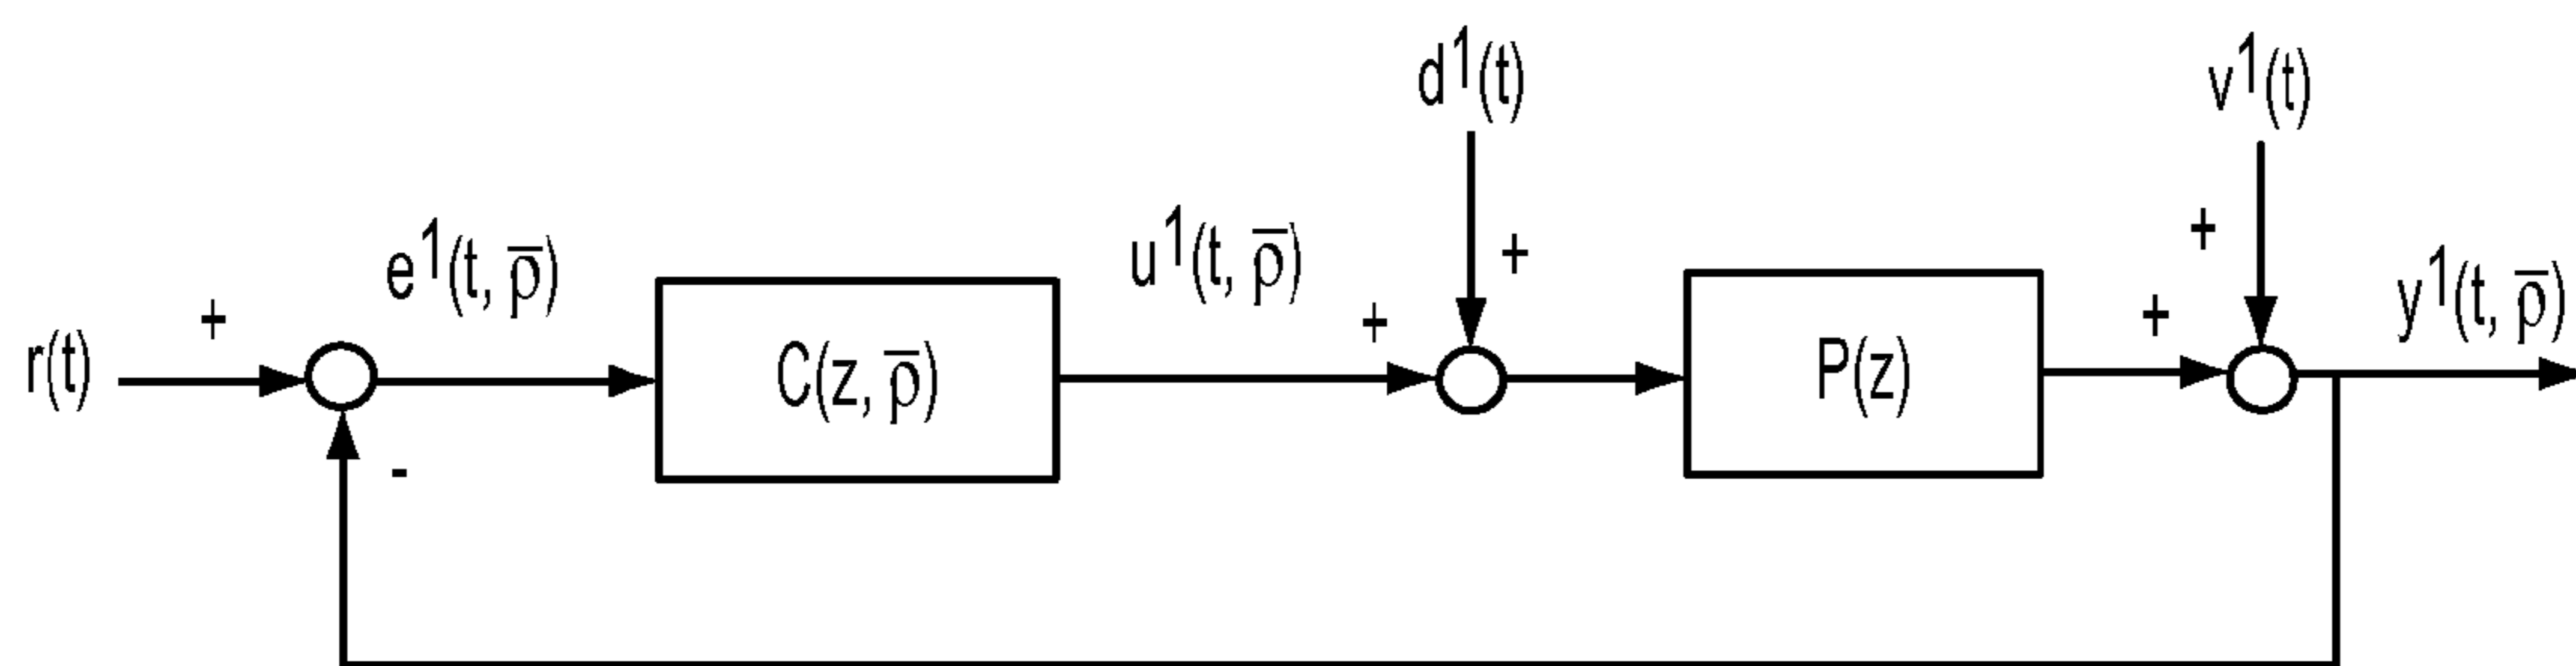 d¹(t)
v¹(t)
e¹(t, ρ̅)
u¹(t, ρ̅)
+
+
y¹(t, ρ̅)
+
+
+
r(t)
C(z, ρ̅)
P(z)
-